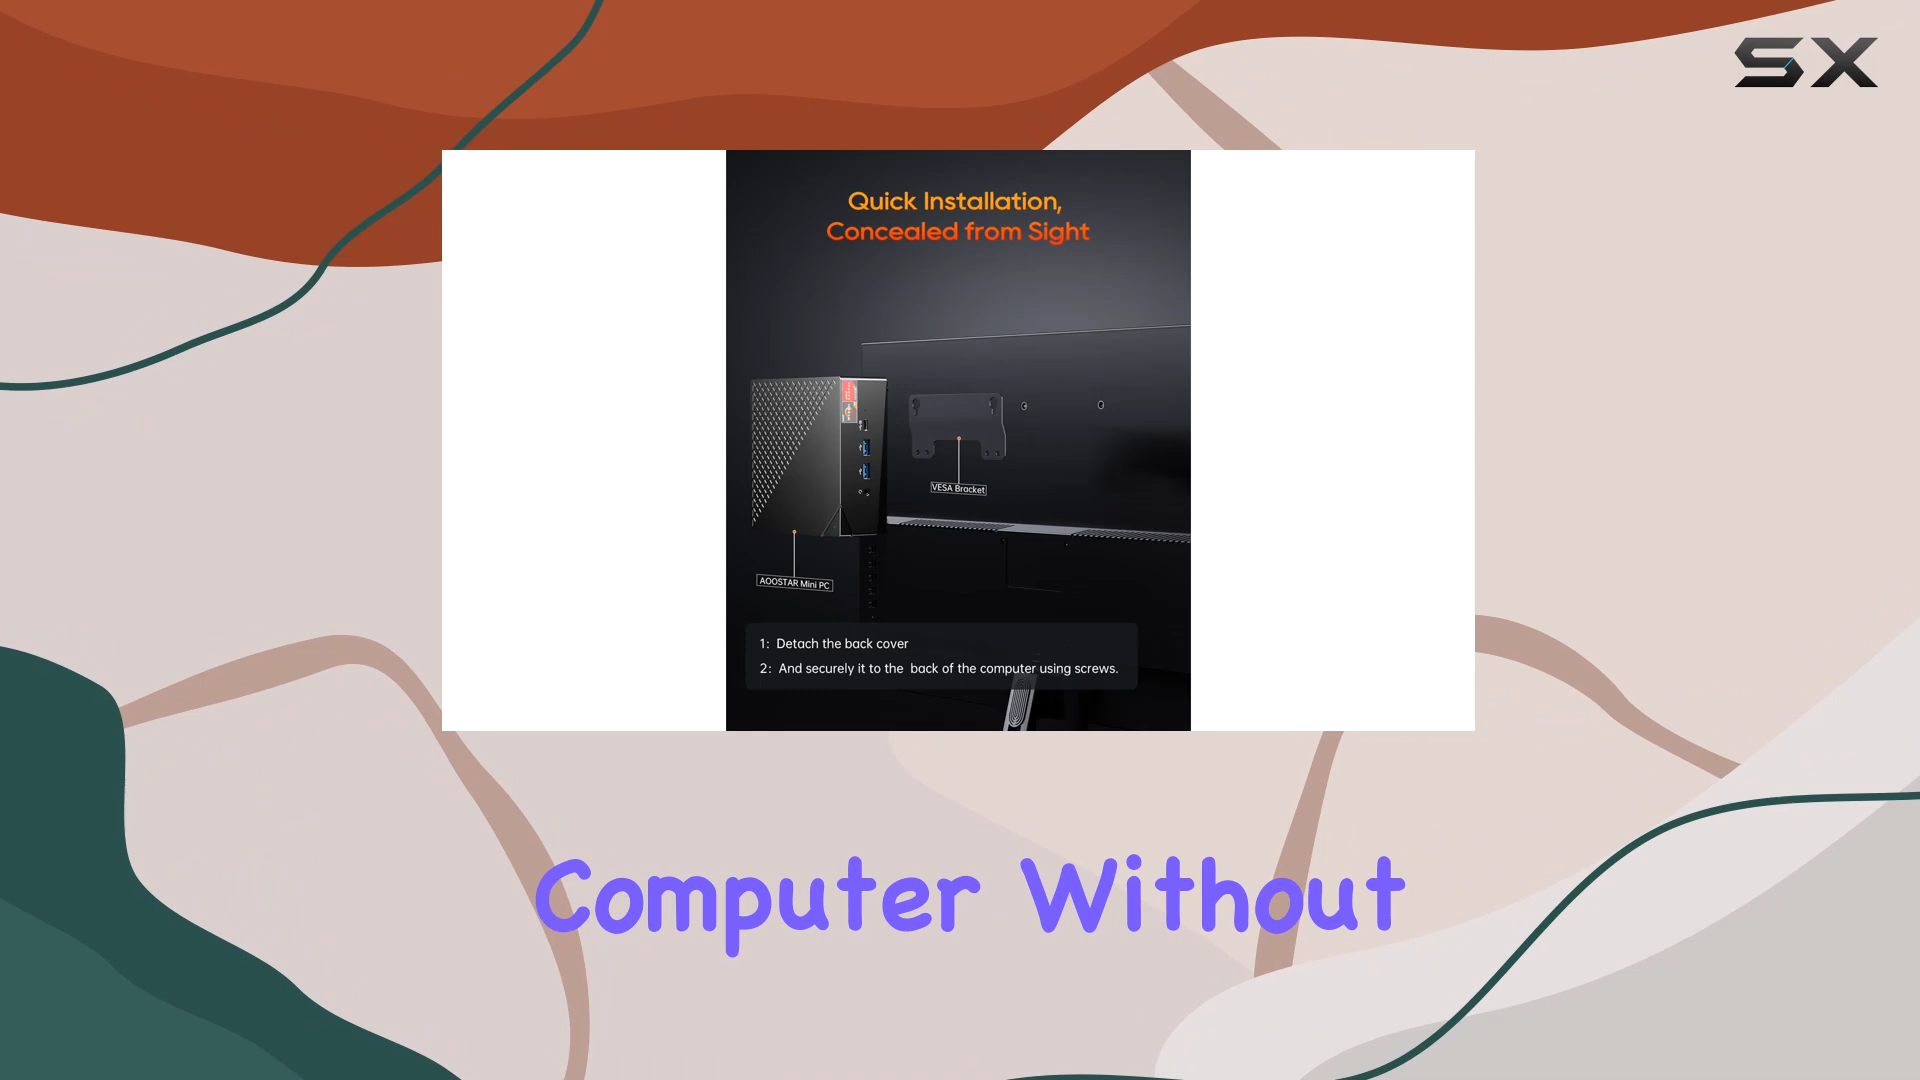 SX
Quick Installation,
Concealed from Sight
VESA Bracket
AOOSTAR Mini PC
1: Detach the back cover
2: And securely it to the back of the computer using screws.
Computer Without